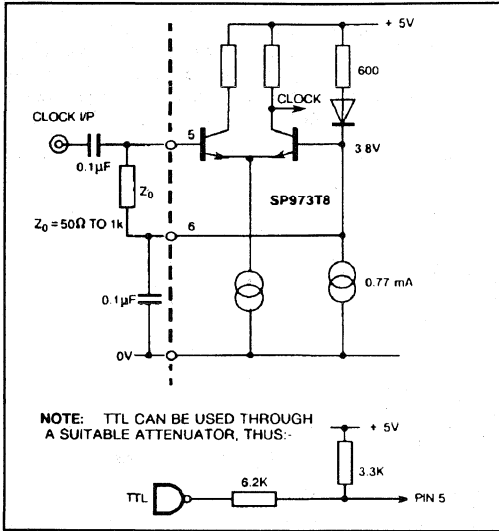 + 5V
600
CLOCK I/P
CLOCK
5
3.8V
0.1µF
Z₀
SP973T8
Z₀ = 50Ω TO 1k
6
0.1µF
0.77 mA
0V
NOTE: TTL CAN BE USED THROUGH
A SUITABLE ATTENUATOR, THUS:-
+ 5V
3.3K
6.2K
TTL
PIN 5